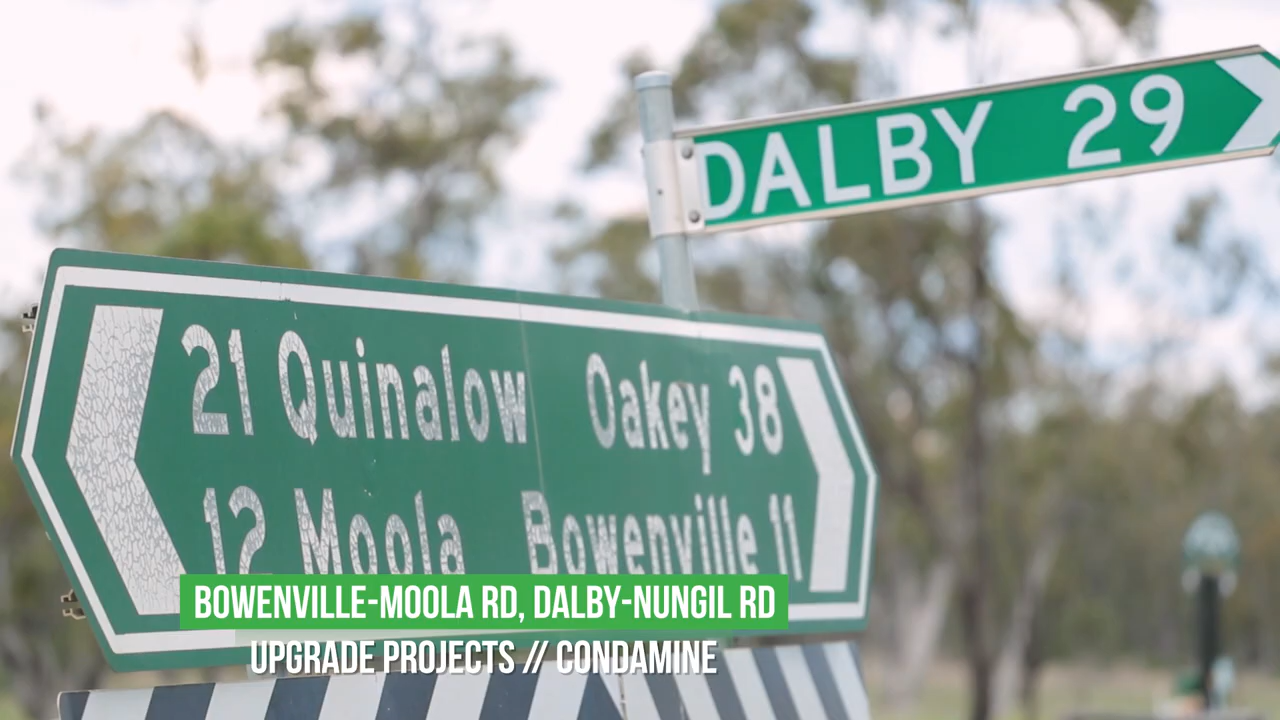 DALBY 29
21 Quinalow Oakey 38
12 Moola Bowenville 11
BOWENVILLE-MOOLA RD, DALBY-NUNGIL RD
UPGRADE PROJECTS // CONDAMINE